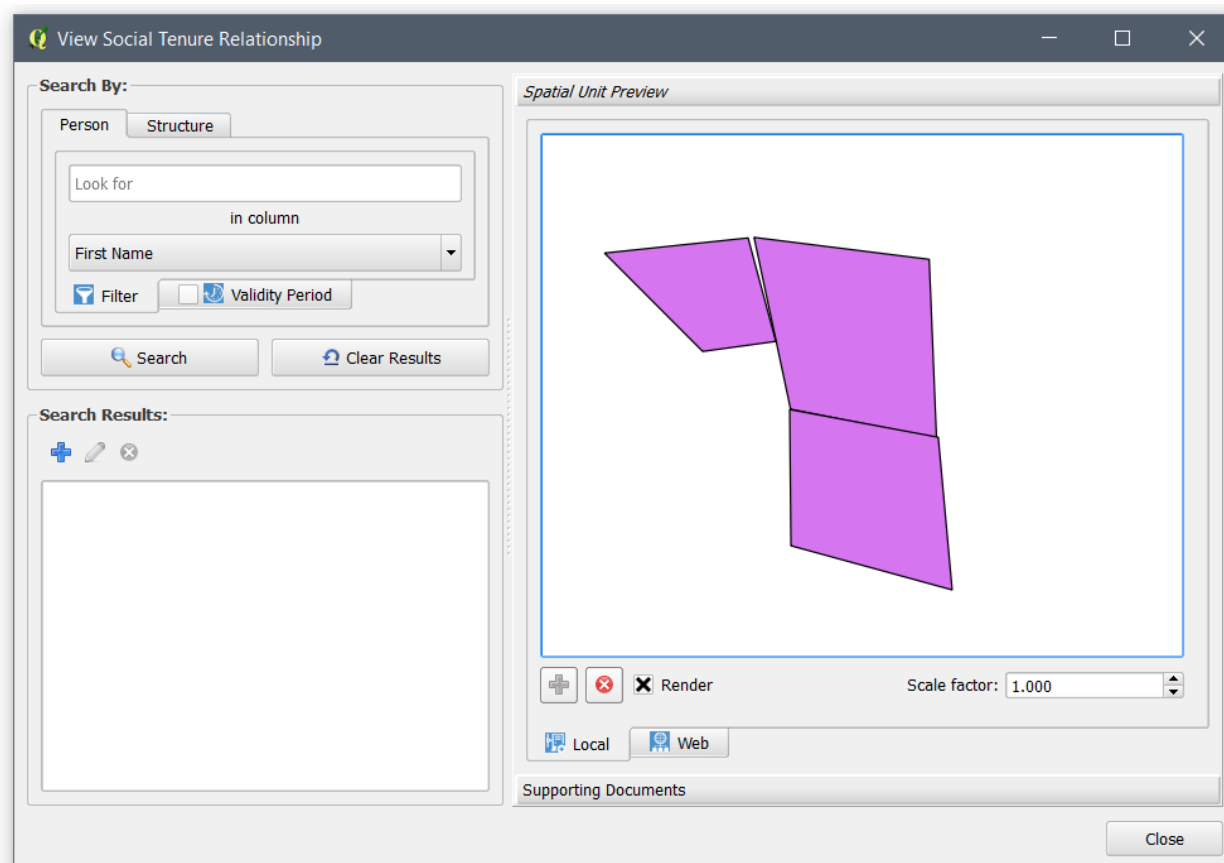 View Social Tenure Relationship
Search By:
Person
Structure
Look for
in column
First Name
Filter
Validity Period
Search
Clear Results
Search Results:
Spatial Unit Preview
Render
Scale factor: 1.000
Local
Web
Supporting Documents
Close